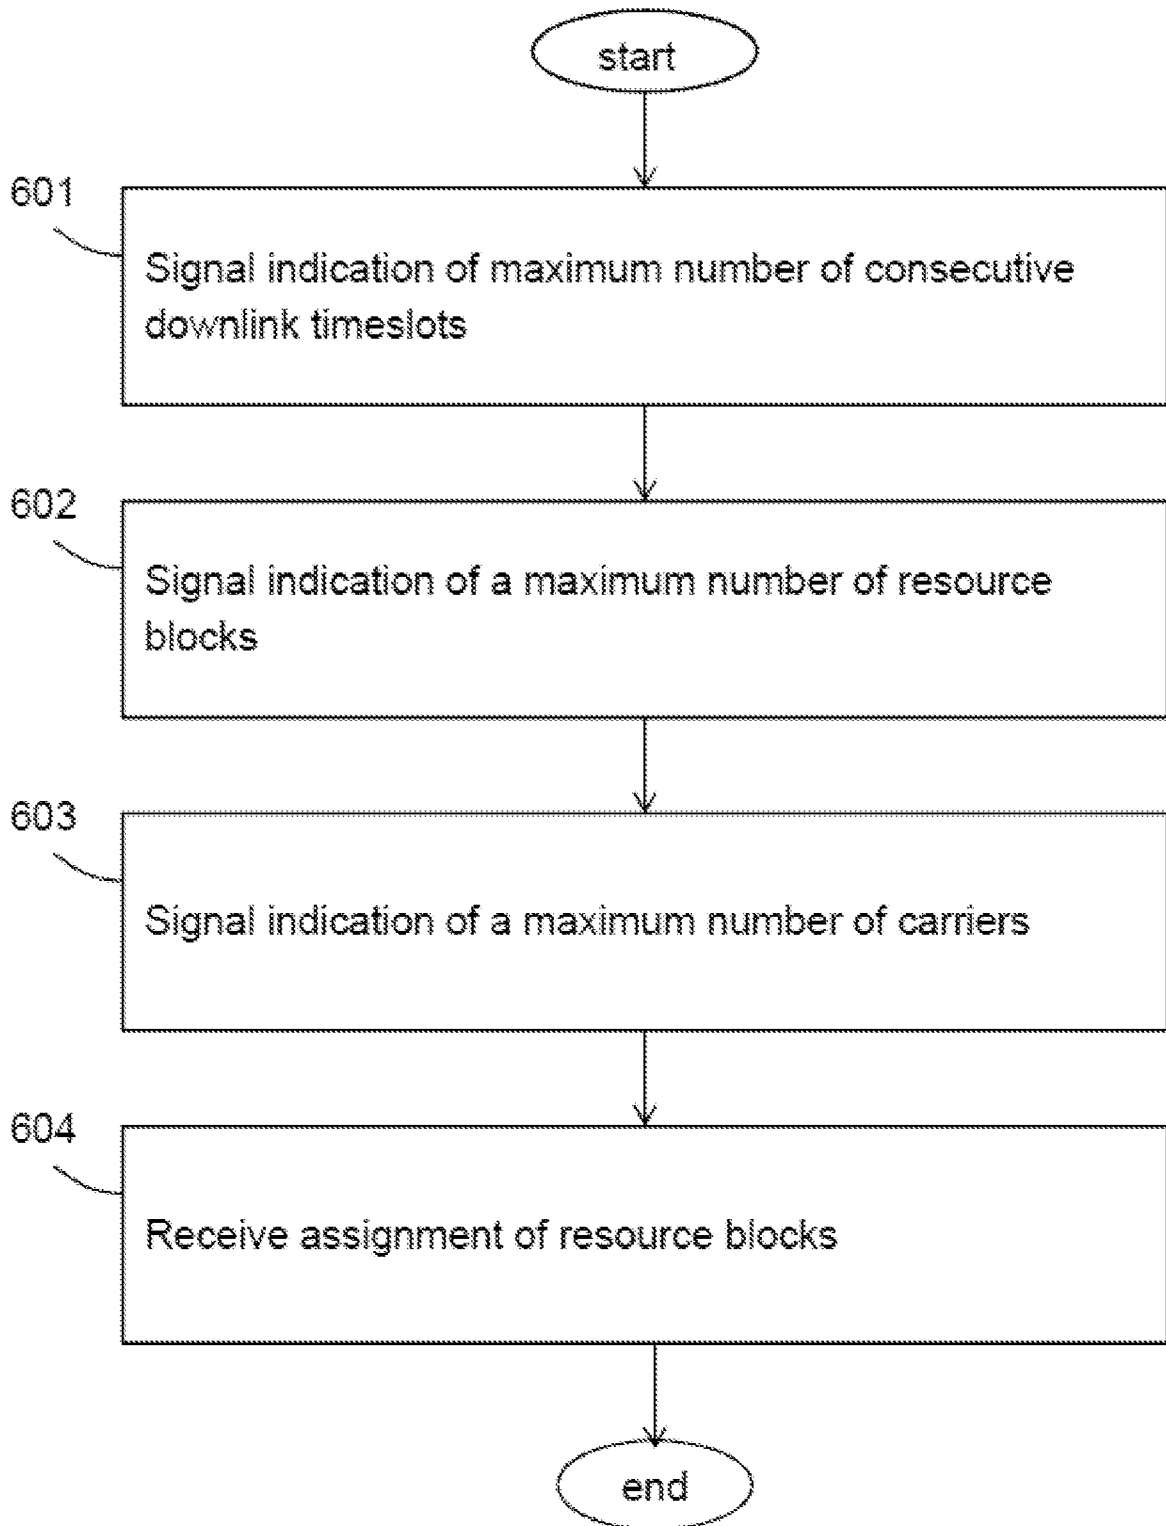 start
601
Signal indication of maximum number of consecutive
downlink timeslots
602
Signal indication of a maximum number of resource
blocks
603
Signal indication of a maximum number of carriers
604
Receive assignment of resource blocks
end